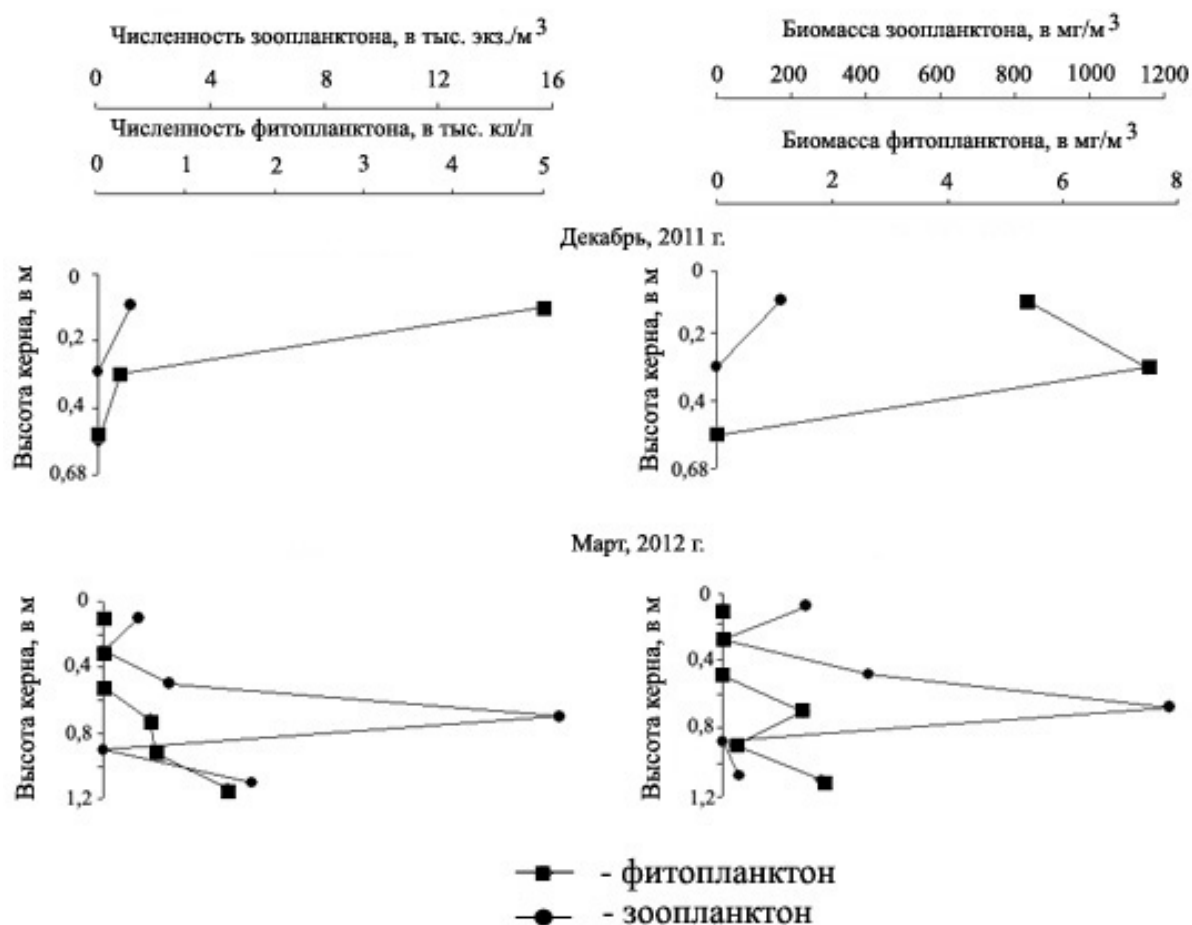 Численность зоопланктона, в тыс. экз./м3
0 4 8 12 16
Численность фитопланктона, в тыс. кл/л
0 1 2 3 4 5
Биомасса зоопланктона, в мг/м3
0 200 400 600 800 1000 1200
Биомасса фитопланктона, в мг/м3
0 2 4 6 8
Декабрь, 2011 г.
Высота керна, в м
0
0,2
0,4
0,68
Высота керна, в м
0
0,2
0,4
0,68
Март, 2012 г.
Высота керна, в м
0
0,4
0,8
1,2
Высота керна, в м
0
0,4
0,8
1,2
- фитопланктон
- зоопланктон